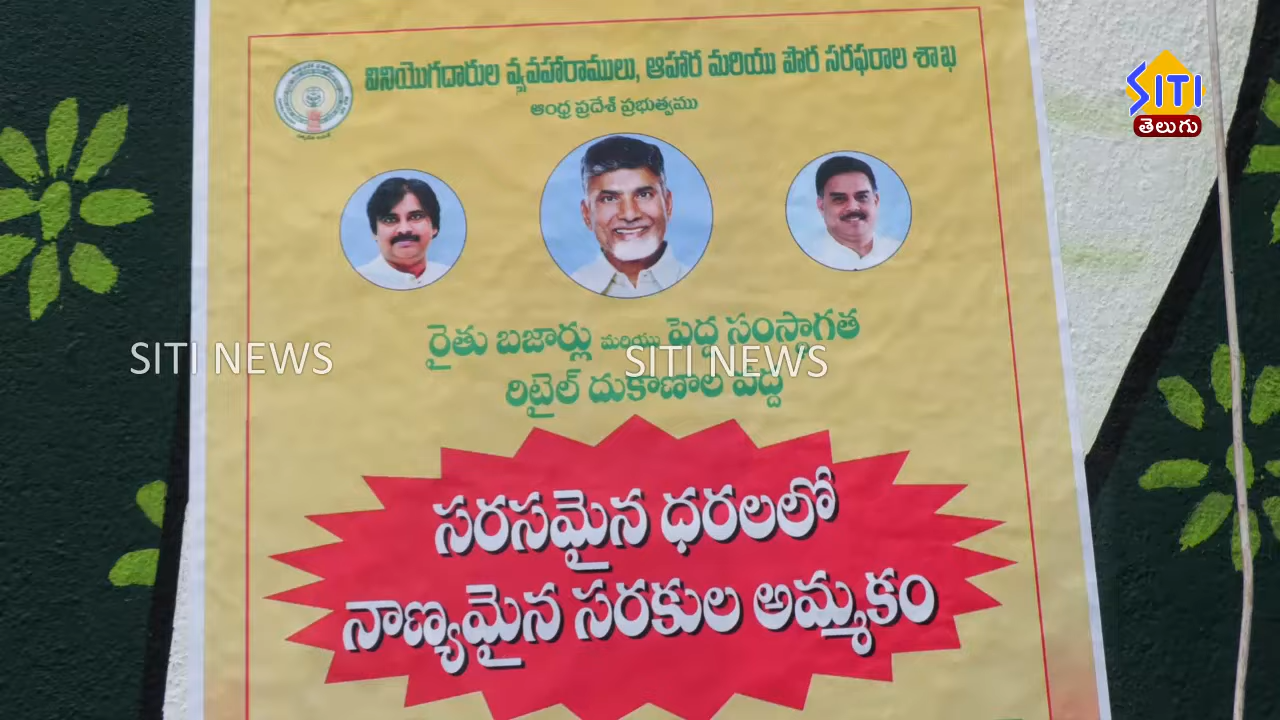 వినియోగదారుల వ్యవహారాములు, ఆహార మరియు పౌర సరఫరాల శాఖ
ఆంధ్ర ప్రదేశ్ ప్రభుత్వము
SITI
తెలుగు
రైతు బజార్లు మరియు పెద్ద సంస్థాగత
రిటైల్ దుకాణాల వద్ద
SITI NEWS
SITI NEWS
సరసమైన ధరలలో
నాణ్యమైన సరకుల అమ్మకం